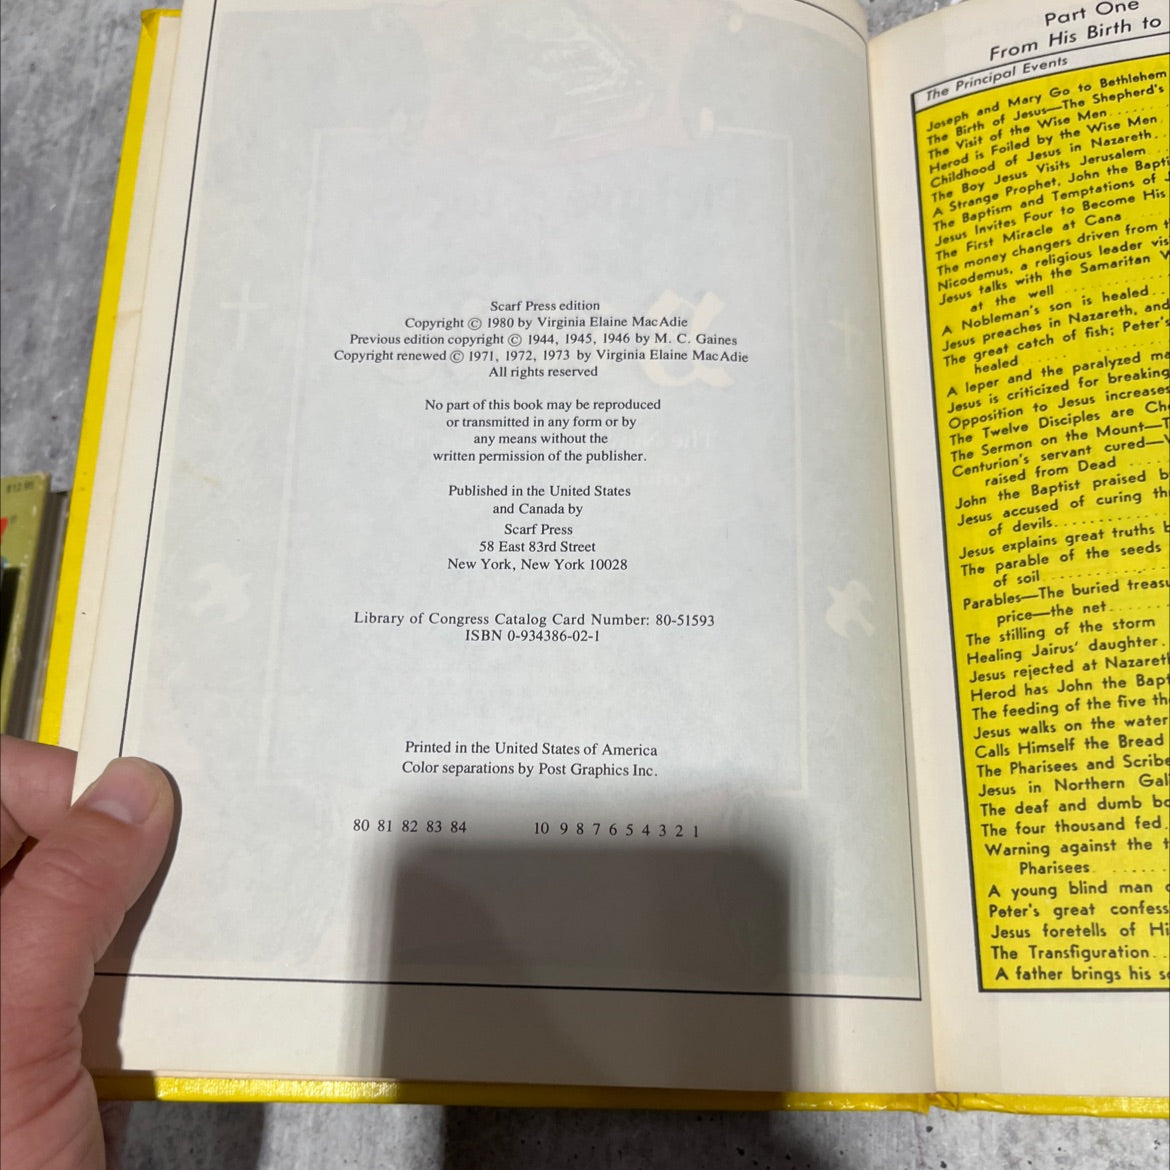 Scarf Press edition
Copyright © 1980 by Virginia Elaine MacAdie
Previous edition copyright © 1944, 1945, 1946 by M. C. Gaines
Copyright renewed © 1971, 1972, 1973 by Virginia Elaine MacAdie
All rights reserved
No part of this book may be reproduced
or transmitted in any form or by
any means without the
written permission of the publisher.
Published in the United States
and Canada by
Scarf Press
58 East 83rd Street
New York, New York 10028
Library of Congress Catalog Card Number: 80-51593
ISBN 0-934386-02-1
Printed in the United States of America
Color separations by Post Graphics Inc.
80 81 82 83 84 10 9 8 7 6 5 4 3 2 1
Part One
From His Birth to
The Principal Events
Joseph and Mary Go to Bethlehem
The Birth of Jesus—The Shepherd's
The Visit of the Wise Men
Herod is Foiled by the Wise Men
Childhood of Jesus in Nazareth
The Boy Jesus Visits Jerusalem
A Strange Prophet, John the Bapti
The Baptism and Temptations of
Jesus Invites Four to Become His
The First Miracle at Cana
The money changers driven from
Nicodemus, a religious leader vis
Jesus talks with the Samaritan W
at the well
A Nobleman's son is healed
Jesus preaches in Nazareth, and
The great catch of fish; Peter's
healed
A leper and the paralyzed ma
Jesus is criticized for breaking
Opposition to Jesus increases
The Twelve Disciples are Ch
The Sermon on the Mount—T
Centurion's servant cured—
raised from Dead
John the Baptist praised b
Jesus accused of curing th
of devils
Jesus explains great truths b
The parable of the seeds
of soil
Parables—The buried treasu
price—the net
The stilling of the storm
Healing Jairus' daughter
Jesus rejected at Nazareth
Herod has John the Bapt
The feeding of the five th
Jesus walks on the water
Calls Himself the Bread
The Pharisees and Scribe
Jesus in Northern Gal
The deaf and dumb bo
The four thousand fed
Warning against the
Pharisees
A young blind man
Peter's great confess
Jesus foretells of Hi
The Transfiguration
A father brings his s